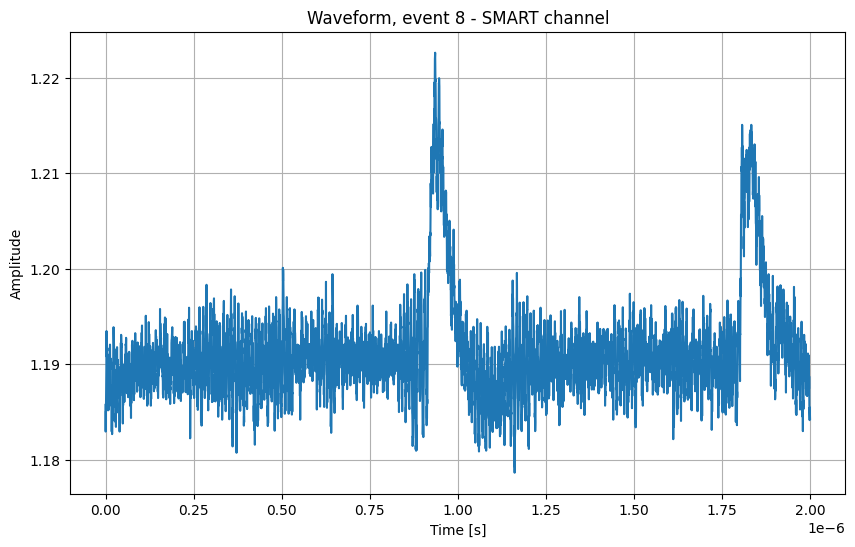 Waveform, event 8 - SMART channel
Amplitude
1.22
1.21
1.20
1.19
1.18
0.00 0.25 0.50 0.75 1.00 1.25 1.50 1.75 2.00
1e−6
Time [s]